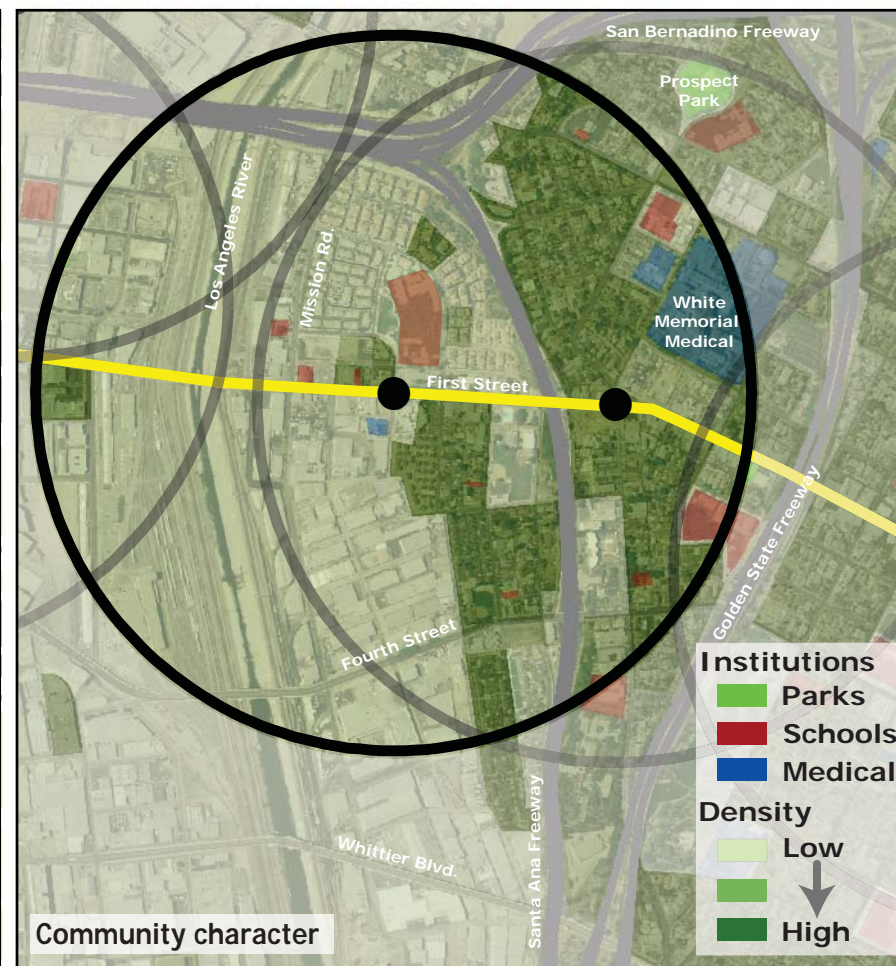 San Bernadino Freeway
Prospect
Park
Los Angeles River
Mission Rd.
White
Memorial
Medical
First Street
Golden State Freeway
Fourth Street
Santa Ana Freeway
Whittier Blvd.
Institutions
Parks
Schools
Medical
Density
Low
High
Community character